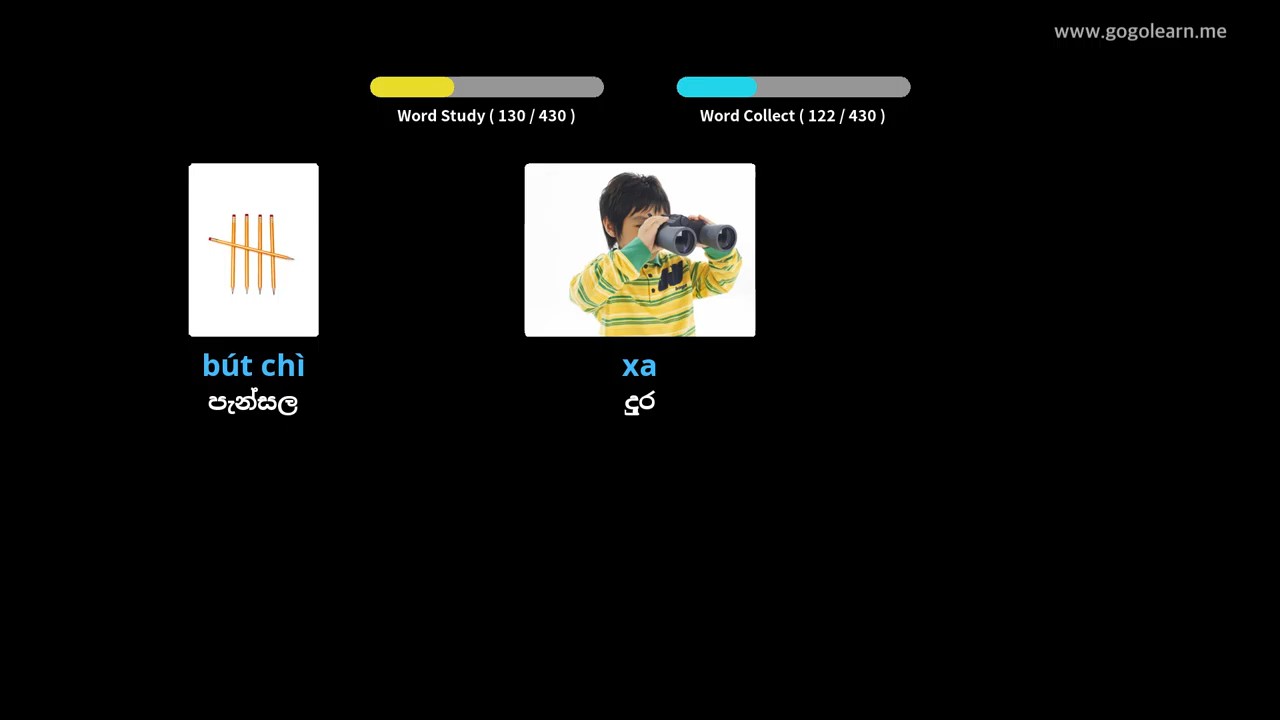 www.gogolearn.me
Word Study ( 130 / 430 )
Word Collect ( 122 / 430 )
bút chì
පැන්සල
xa
දුර